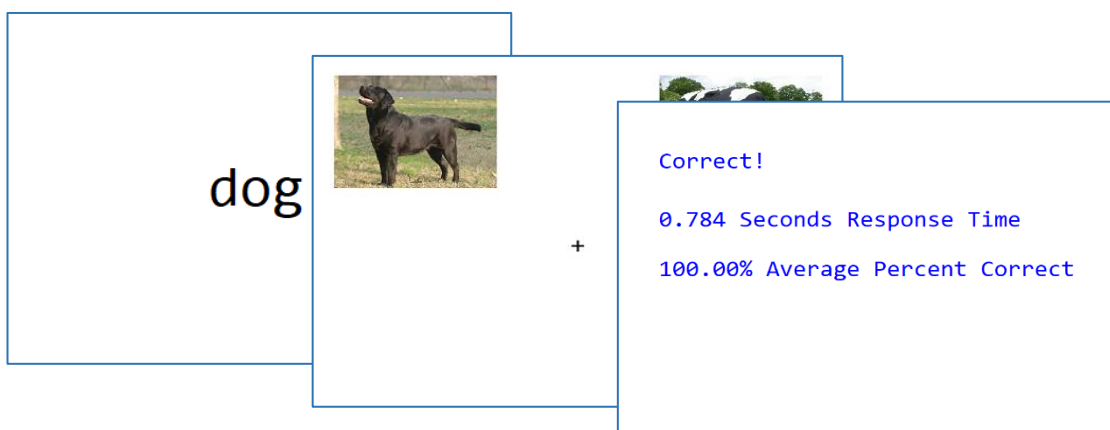 dog
+
Correct!
0.784 Seconds Response Time
100.00% Average Percent Correct